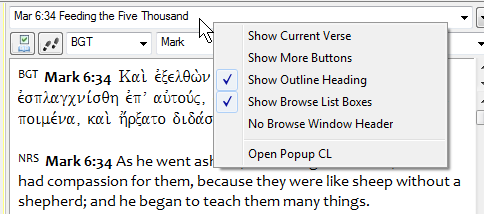 Mar 6:34 Feeding the Five Thousand
Show Current Verse
Show More Buttons
Show Outline Heading
Show Browse List Boxes
No Browse Window Header
Open Popup CL
BGT Mark
BGT Mark 6:34 Καὶ ἐξελθὼν
ἐσπλαγχνίσθη ἐπ᾽ αὐτούς,
ποιμένα, καὶ ἤρξατο διδάσ
NRS Mark 6:34 As he went ash
had compassion for them, because they were like sheep without a
shepherd; and he began to teach them many things.